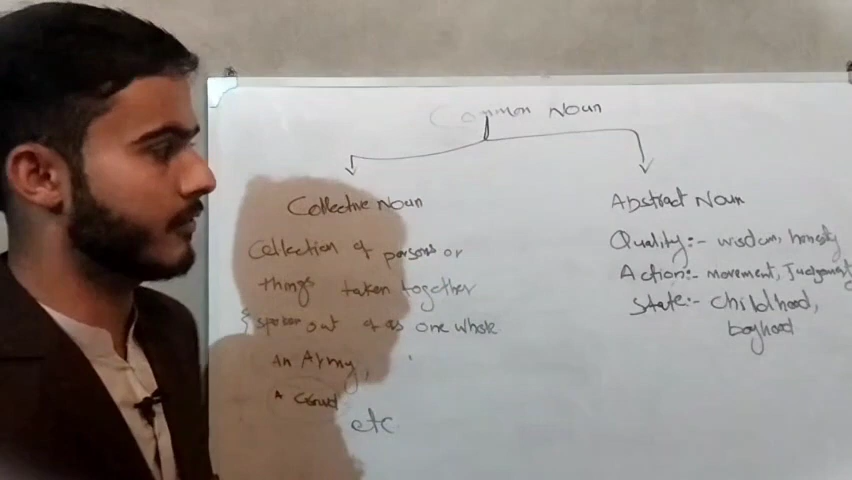 Common Noun
Collective Noun
Collection of persons or
things taken together
& spoken out of as one whole
An Army,
A Crowd
etc
Abstract Noun
Quality:- wisdom, honesty
Action:- movement, Judgement
State:- childhood,
boyhood